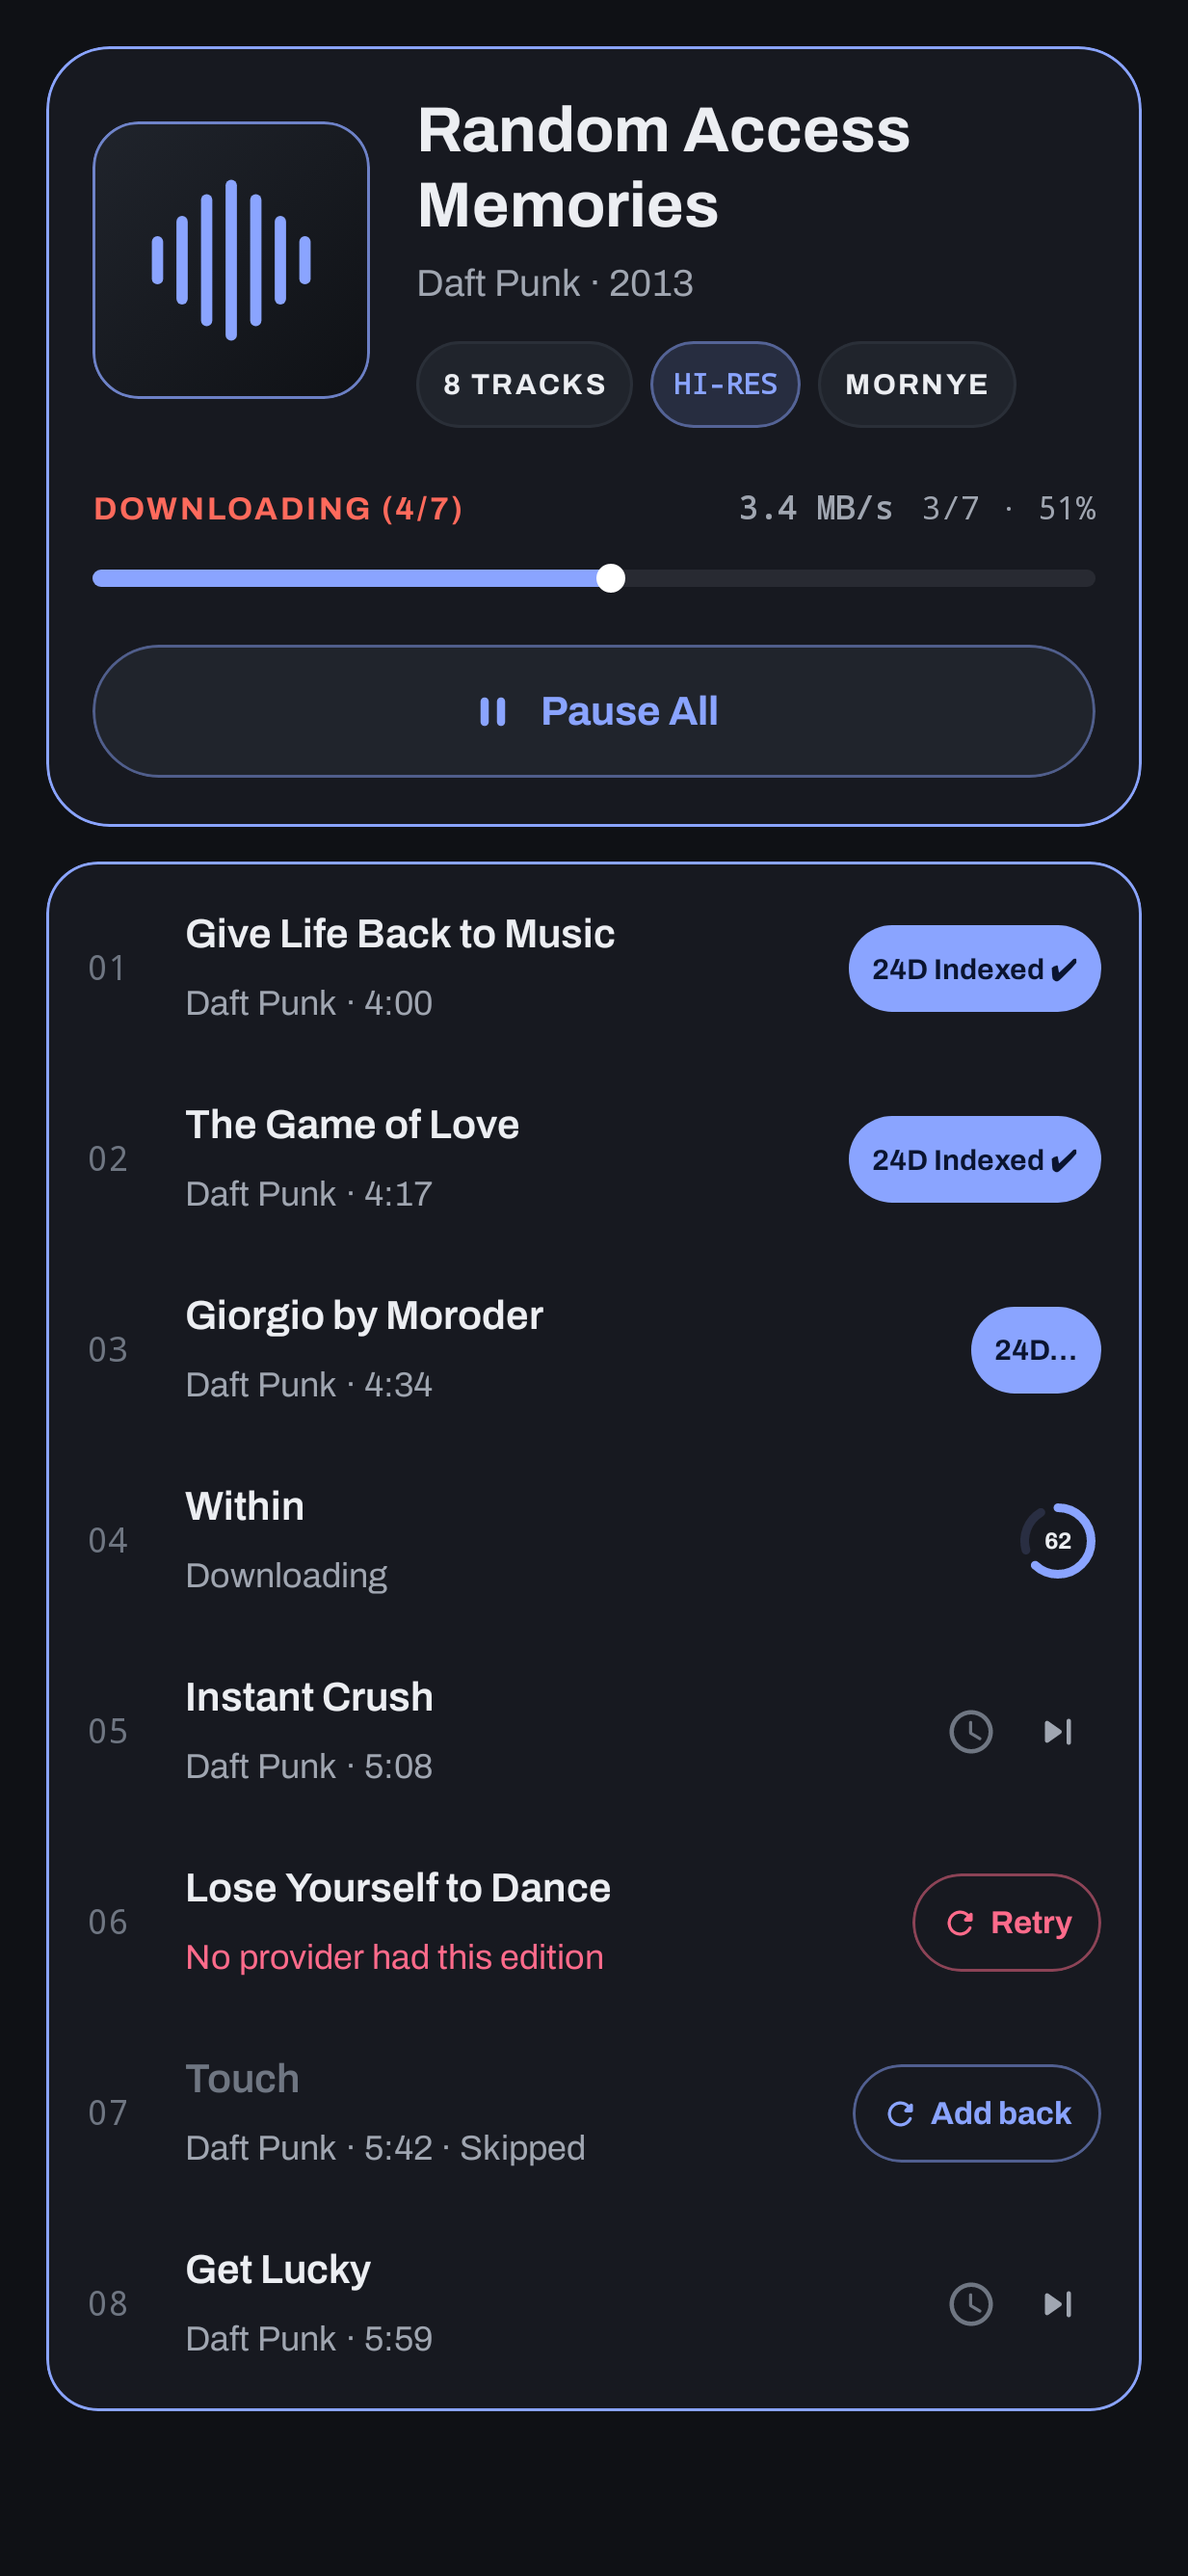 Random Access
Memories
Daft Punk · 2013
8 TRACKS HI-RES MORNYE
DOWNLOADING (4/7) 3.4 MB/s 3/7 · 51%
Pause All
01 Give Life Back to Music
Daft Punk · 4:00
24D Indexed ✔
02 The Game of Love
Daft Punk · 4:17
24D Indexed ✔
03 Giorgio by Moroder
Daft Punk · 4:34
24D...
04 Within
Downloading
62
05 Instant Crush
Daft Punk · 5:08
06 Lose Yourself to Dance
No provider had this edition
Retry
07 Touch
Daft Punk · 5:42 · Skipped
Add back
08 Get Lucky
Daft Punk · 5:59